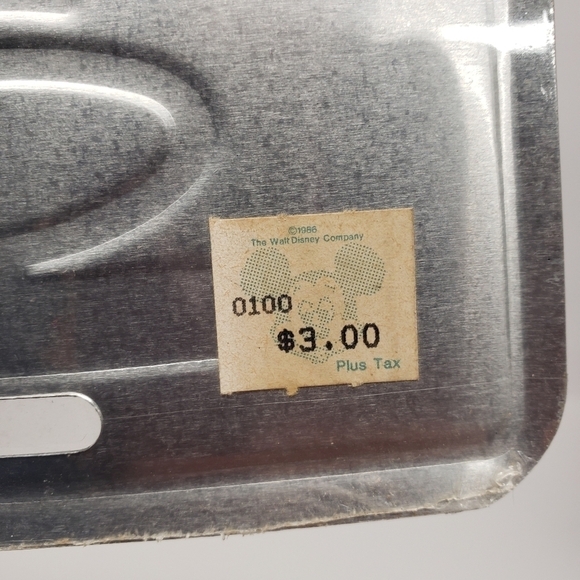 ©1986
The Walt Disney Company
0100
$3.00
Plus Tax